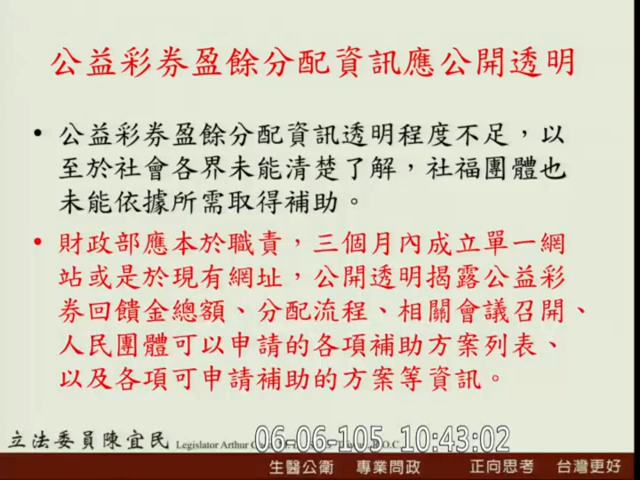 公益彩券盈餘分配資訊應公開透明
• 公益彩券盈餘分配資訊透明程度不足，以
至於社會各界未能清楚了解，社福團體也
未能依據所需取得補助。
• 財政部應本於職責，三個月內成立單一網
站或是於現有網址，公開透明揭露公益彩
券回饋金總額、分配流程、相關會議召開、
人民團體可以申請的各項補助方案列表、
以及各項可申請補助的方案等資訊。
立法委員陳宜民 Legislator Arthur
06-06-105 10:43:02
生醫公衛 專業問政 正向思考 台灣更好